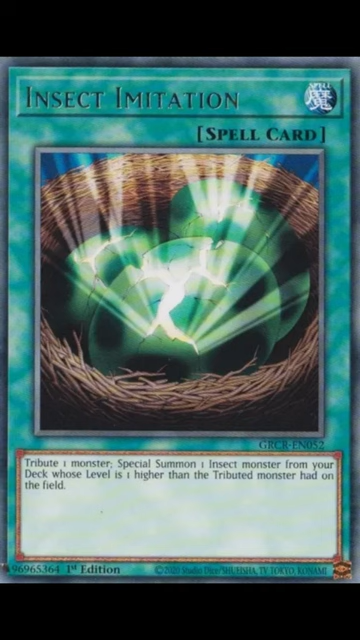 INSECT IMITATION
SPELL
魔
[SPELL CARD]
GRCR-EN052
Tribute 1 monster; Special Summon 1 Insect monster from your
Deck whose Level is 1 higher than the Tributed monster had on
the field.
96965364 1st Edition ©2020 Studio Dice/SHUEISHA, TV TOKYO, KONAMI